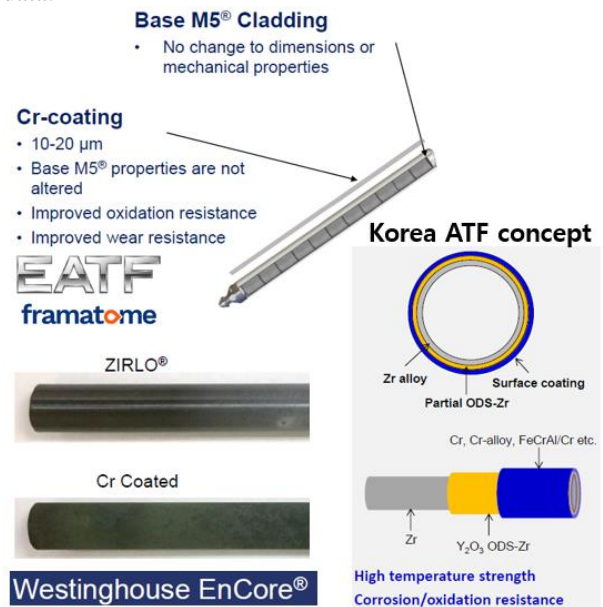 Base M5® Cladding
• No change to dimensions or
mechanical properties
Cr-coating
• 10-20 µm
• Base M5® properties are not
altered
• Improved oxidation resistance
• Improved wear resistance
EATF
framatome
Korea ATF concept
Zr alloy
Surface coating
Partial ODS-Zr
Cr, Cr-alloy, FeCrAl/Cr etc.
Zr
Y₂O₃ ODS-Zr
High temperature strength
Corrosion/oxidation resistance
ZIRLO®
Cr Coated
Westinghouse EnCore®